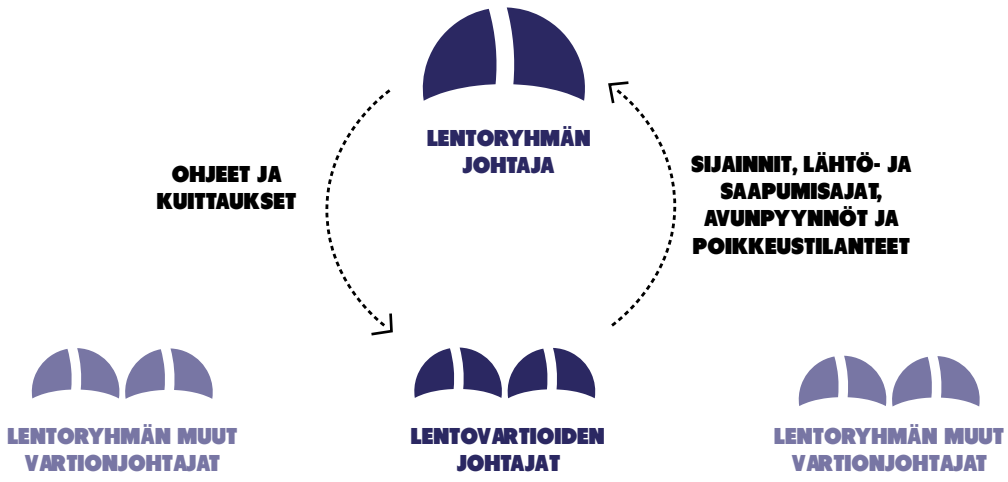 LENTORYHMÄN
JOHTAJA
OHJEET JA
KUITTAUKSET
SIJAINNIT, LÄHTÖ- JA
SAAPUMISAJAT,
AVUNPYYNNÖT JA
POIKKEUSTILANTEET
LENTORYHMÄN MUUT
VARTIONJOHTAJAT
LENTOVARTIOIDEN
JOHTAJAT
LENTORYHMÄN MUUT
VARTIONJOHTAJAT